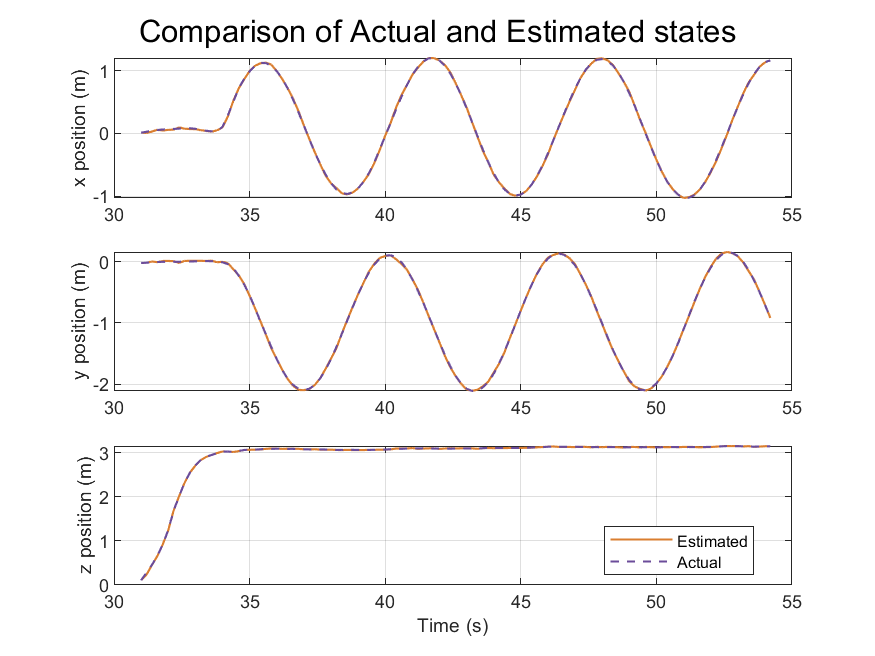 Comparison of Actual and Estimated states
x position (m)
1
0
-1
30 35 40 45 50 55
y position (m)
0
-1
-2
30 35 40 45 50 55
z position (m)
3
2
1
0
Estimated
Actual
30 35 40 45 50 55
Time (s)